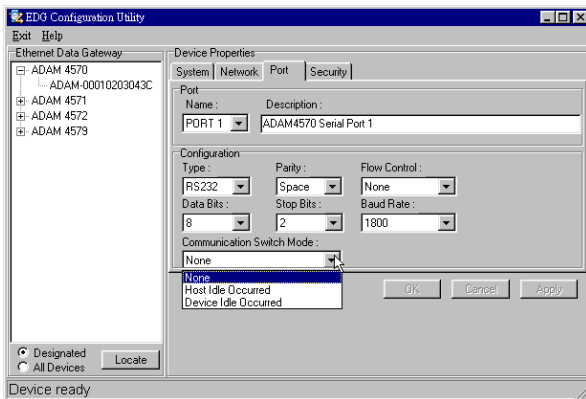 EDG Configuration Utility
Exit Help
Ethernet Data Gateway
ADAM 4570
ADAM-00010203043C
ADAM 4571
ADAM 4572
ADAM 4579
Designated
All Devices
Locate
Device Properties
System Network Port Security
Port
Name : Description :
PORT 1 ADAM4570 Serial Port 1
Configuration
Type : Parity : Flow Control :
RS232 Space None
Data Bits : Stop Bits : Baud Rate :
8 2 1800
Communication Switch Mode :
None
None
Host Idle Occurred
Device Idle Occurred
OK Cancel Apply
Device ready